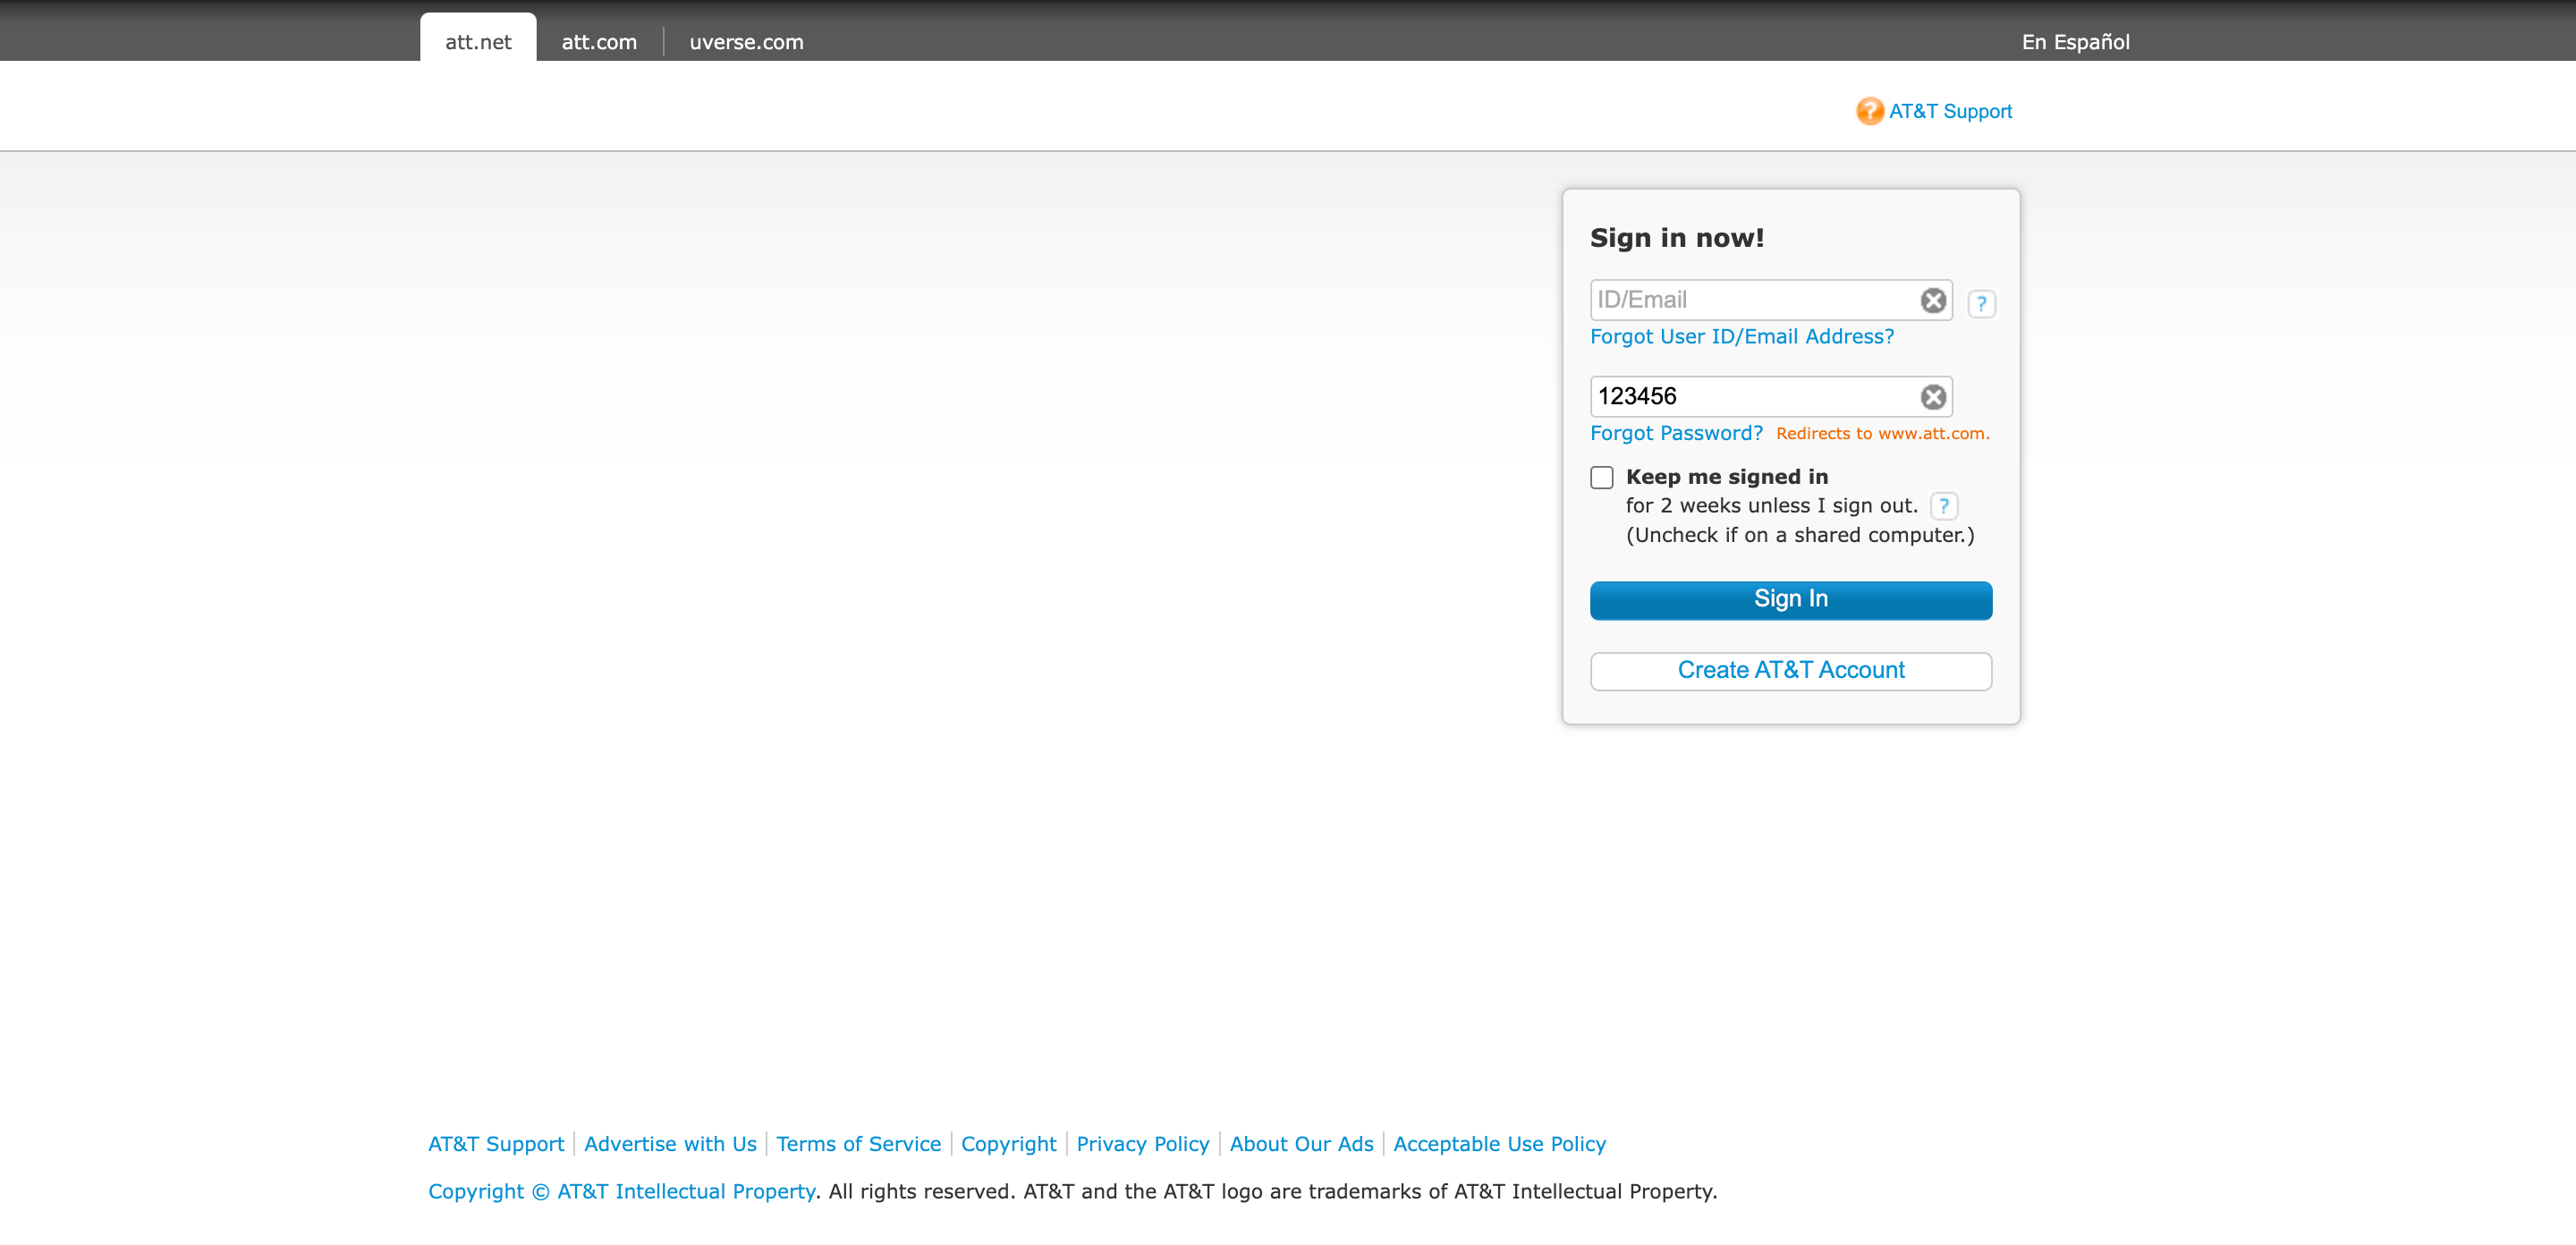 att.net att.com uverse.com En Español
? AT&T Support
Sign in now!
ID/Email ?
Forgot User ID/Email Address?
123456
Forgot Password? Redirects to www.att.com.
Keep me signed in
for 2 weeks unless I sign out. ?
(Uncheck if on a shared computer.)
Sign In
Create AT&T Account
AT&T Support Advertise with Us Terms of Service Copyright Privacy Policy About Our Ads Acceptable Use Policy
Copyright © AT&T Intellectual Property. All rights reserved. AT&T and the AT&T logo are trademarks of AT&T Intellectual Property.